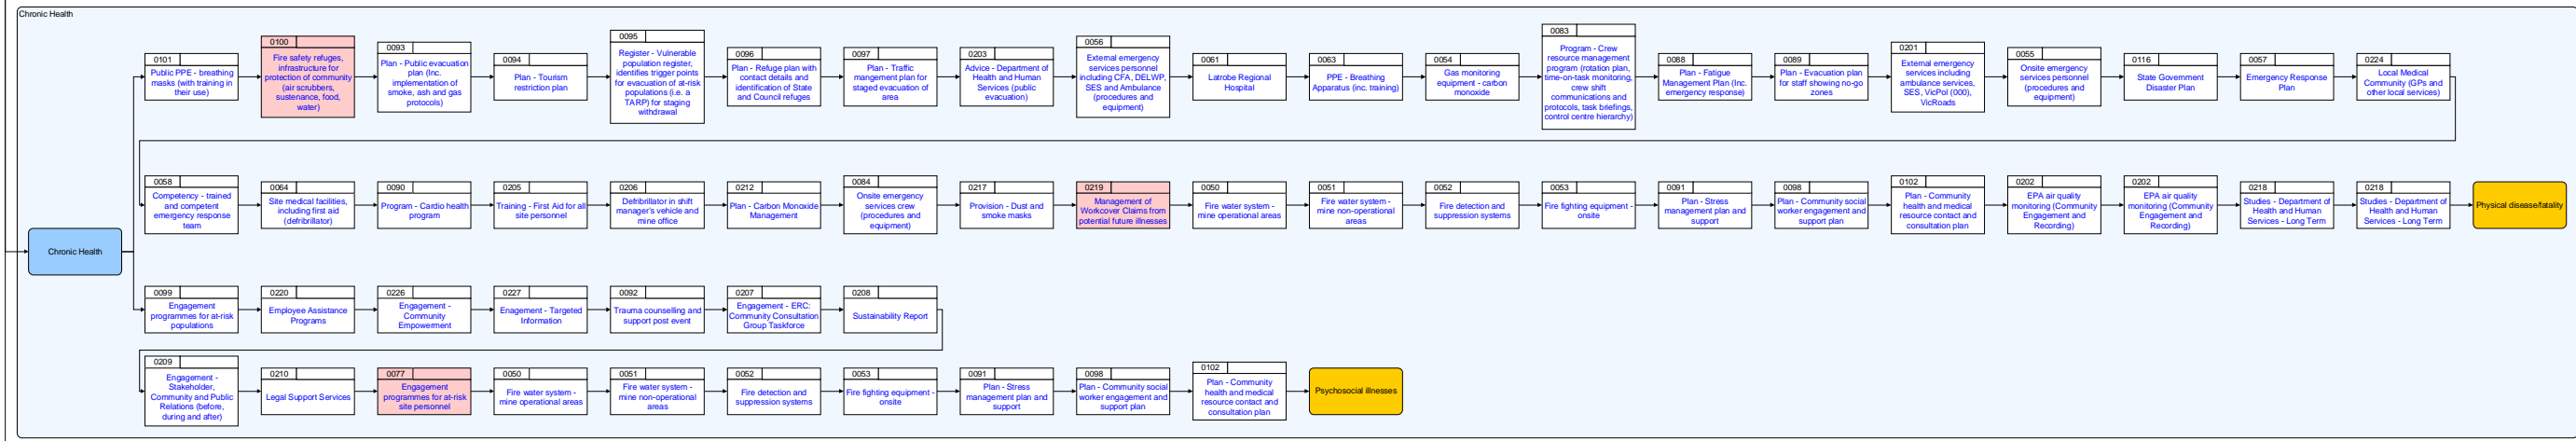 Chronic Health
0101
Public PPE - breathing
masks (with training in
their use)
0100
Fire safety refuges,
infrastructure for
protection of community
(air scrubbers,
sustenance, food,
water)
0093
Plan - Public evacuation
plan (Inc.
implementation of
smoke, ash and gas
protocols)
0094
Plan - Tourism
restriction plan
0095
Register - Vulnerable
population register,
identifies trigger points
for evacuation of at-risk
populations (i.e. a
TARP) for staging
withdrawal
0096
Plan - Refuge plan with
contact details and
identification of State
and Council refuges
0097
Plan - Traffic
mangement plan for
staged evacuation of
area
0203
Advice - Department of
Health and Human
Services (public
evacuation)
0056
External emergency
services personnel
including CFA, DELWP,
SES and Ambulance
(procedures and
equipment)
0061
Latrobe Regional
Hospital
0063
PPE - Breathing
Apparatus (inc. training)
0054
Gas monitoring
equipment - carbon
monoxide
0083
Program - Crew
resource management
program (rotation plan,
time-on-task monitoring,
crew shift
communications and
protocols, task briefings,
control centre hierarchy)
0088
Plan - Fatigue
Management Plan (Inc.
emergency response)
0089
Plan - Evacuation plan
for staff showing no-go
zones
0201
External emergency
services including
ambulance services,
SES, VicPol (000),
VicRoads
0055
Onsite emergency
services personnel
(procedures and
equipment)
0116
State Government
Disaster Plan
0057
Emergency Response
Plan
0224
Local Medical
Community (GPs and
other local services)
0058
Competency - trained
and competent
emergency response
team
0064
Site medical facilities,
including first aid
(defribrillator)
0090
Program - Cardio health
program
0205
Training - First Aid for all
site personnel
0206
Defribrillator in shift
manager's vehicle and
mine office
0212
Plan - Carbon Monoxide
Management
0084
Onsite emergency
services crew
(procedures and
equipment)
0217
Provision - Dust and
smoke masks
0219
Management of
Workcover Claims from
potential future illnesses
0050
Fire water system -
mine operational areas
0051
Fire water system -
mine non-operational
areas
0052
Fire detection and
suppression systems
0053
Fire fighting equipment -
onsite
0091
Plan - Stress
management plan and
support
0098
Plan - Community social
worker engagement and
support plan
0102
Plan - Community
health and medical
resource contact and
consultation plan
0202
EPA air quality
monitoring (Community
Engagement and
Recording)
0202
EPA air quality
monitoring (Community
Engagement and
Recording)
0218
Studies - Department of
Health and Human
Services - Long Term
0218
Studies - Department of
Health and Human
Services - Long Term
Physical disease/fatality
Chronic Health
0099
Engagement
programmes for at-risk
populations
0220
Employee Assistance
Programs
0226
Engagement -
Community
Empowerment
0227
Enagement - Targeted
Information
0092
Trauma counselling and
support post event
0207
Engagement - ERC:
Community Consultation
Group Taskforce
0208
Sustainability Report
0209
Engagement -
Stakeholder,
Community and Public
Relations (before,
during and after)
0210
Legal Support Services
0077
Engagement
programmes for at-risk
site personnel
0050
Fire water system -
mine operational areas
0051
Fire water system -
mine non-operational
areas
0052
Fire detection and
suppression systems
0053
Fire fighting equipment -
onsite
0091
Plan - Stress
management plan and
support
0098
Plan - Community social
worker engagement and
support plan
0102
Plan - Community
health and medical
resource contact and
consultation plan
Psychosocial illnesses